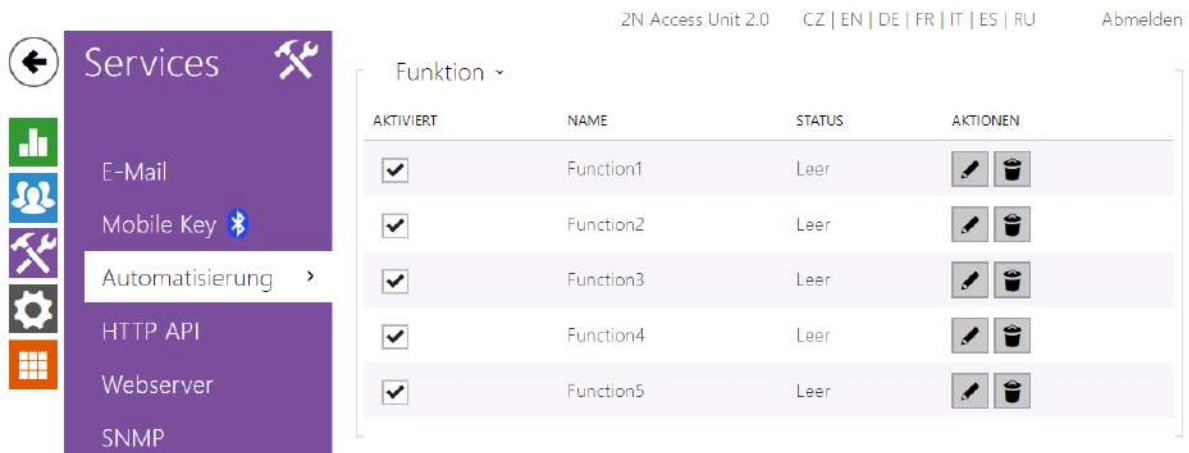 2N Access Unit 2.0 CZ | EN | DE | FR | IT | ES | RU Abmelden
Services
E-Mail
Mobile Key
Automatisierung
HTTP API
Webserver
SNMP
Funktion
AKTIVIERT NAME STATUS AKTIONEN
Function1 Leer
Function2 Leer
Function3 Leer
Function4 Leer
Function5 Leer